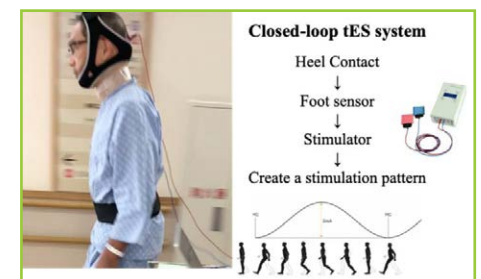 Closed-loop tES system
Heel Contact
↓
Foot sensor
↓
Stimulator
↓
Create a stimulation pattern